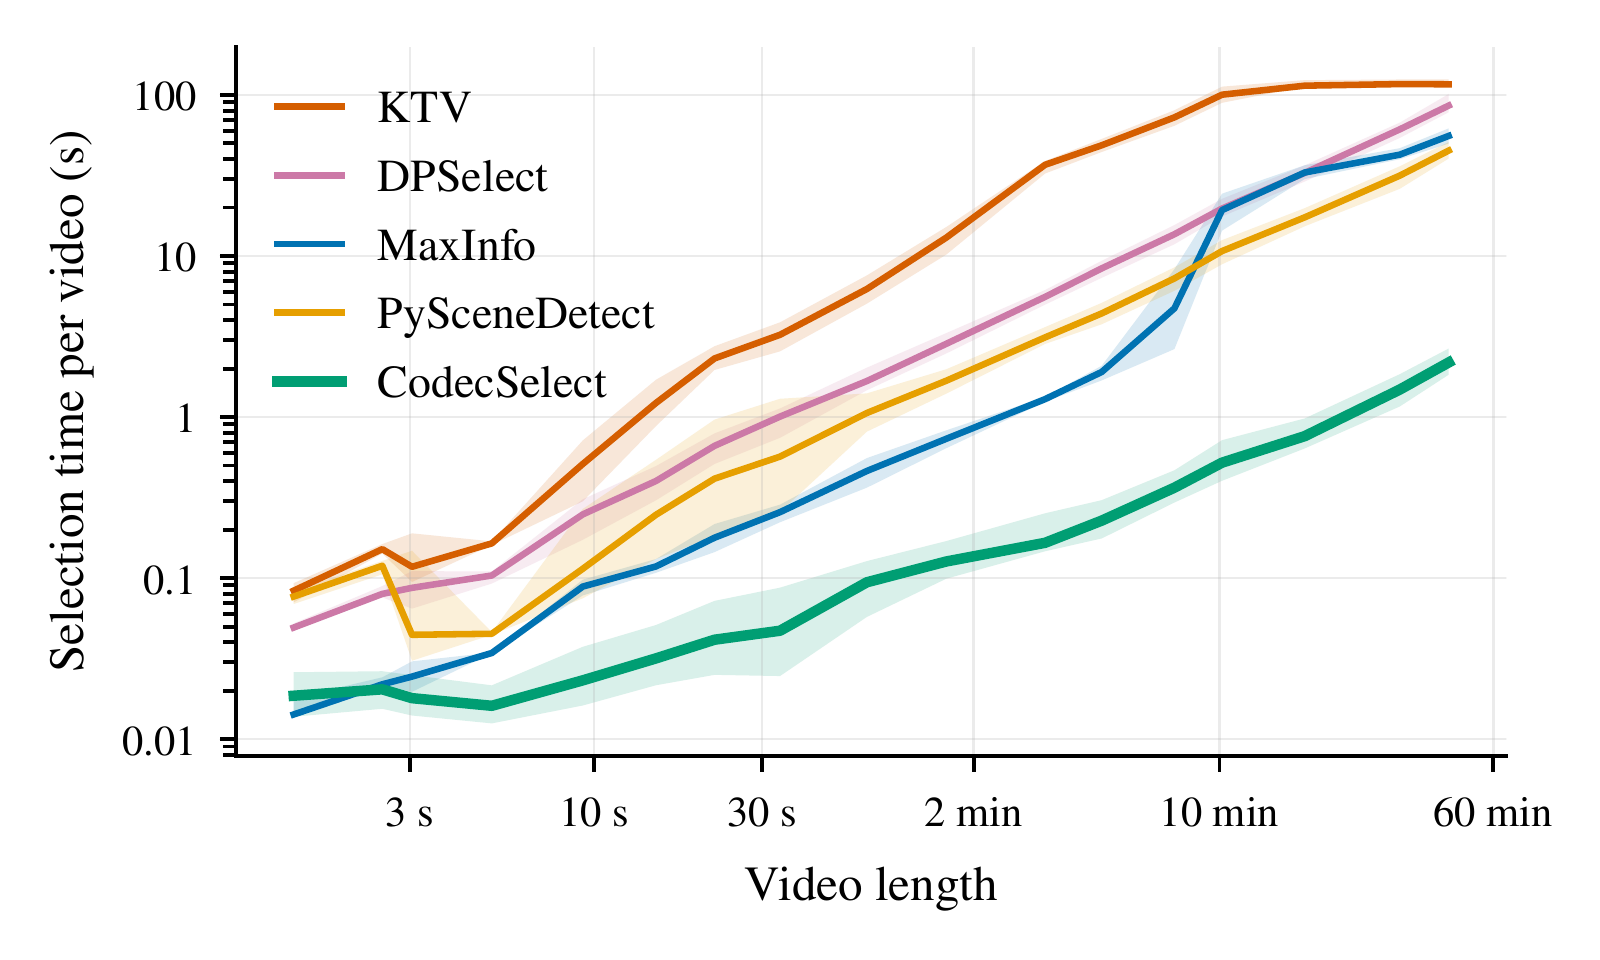 Selection time per video (s)
100
10
1
0.1
0.01
KTV
DPSelect
MaxInfo
PySceneDetect
CodecSelect
3 s
10 s
30 s
2 min
10 min
60 min
Video length